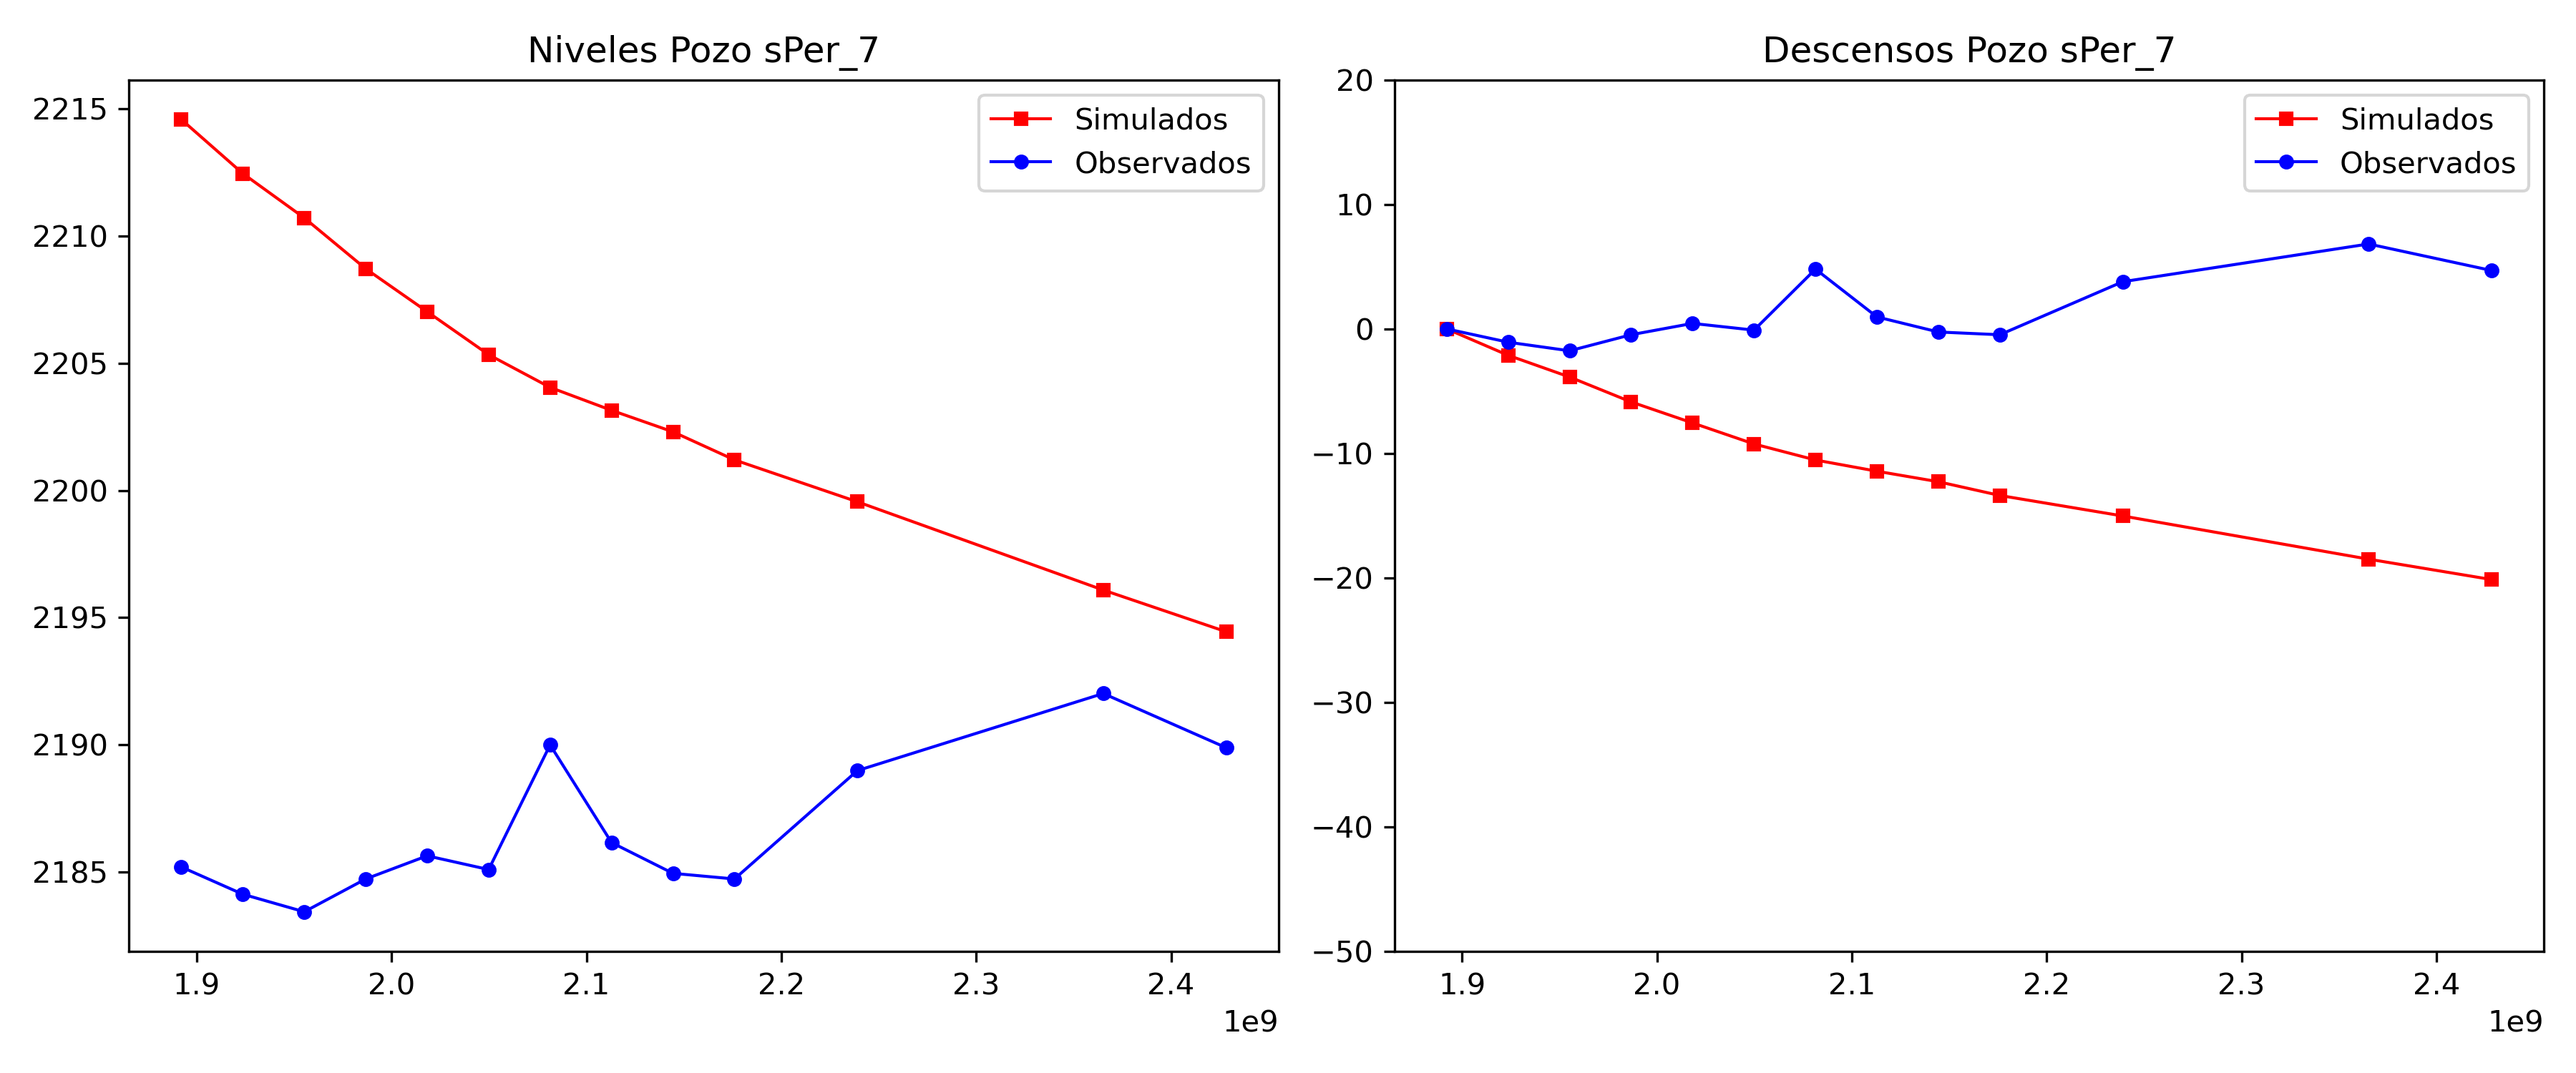 Niveles Pozo sPer_7
Simulados
Observados
2215
2210
2205
2200
2195
2190
2185
1.9 2.0 2.1 2.2 2.3 2.4
1e9
Descensos Pozo sPer_7
Simulados
Observados
20
10
0
−10
−20
−30
−40
−50
1.9 2.0 2.1 2.2 2.3 2.4
1e9